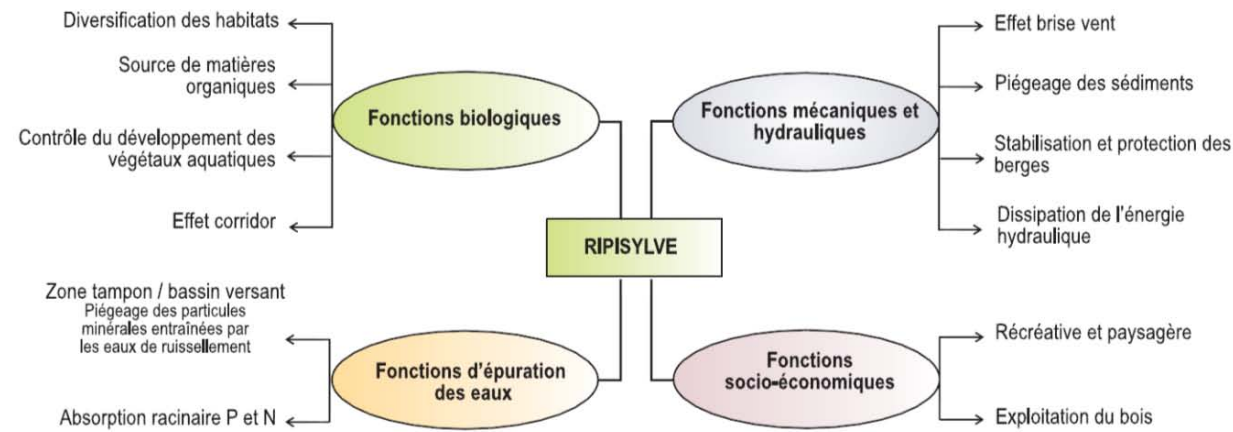 Diversification des habitats
Source de matières
organiques
Contrôle du développement des
végétaux aquatiques
Effet corridor
Fonctions biologiques
Fonctions mécaniques et
hydrauliques
Effet brise vent
Piégeage des sédiments
Stabilisation et protection des
berges
Dissipation de l'énergie
hydraulique
RIPISYLVE
Zone tampon / bassin versant
Piégeage des particules
minérales entraînées par
les eaux de ruissellement
Absorption racinaire P et N
Fonctions d'épuration
des eaux
Fonctions
socio-économiques
Récréative et paysagère
Exploitation du bois